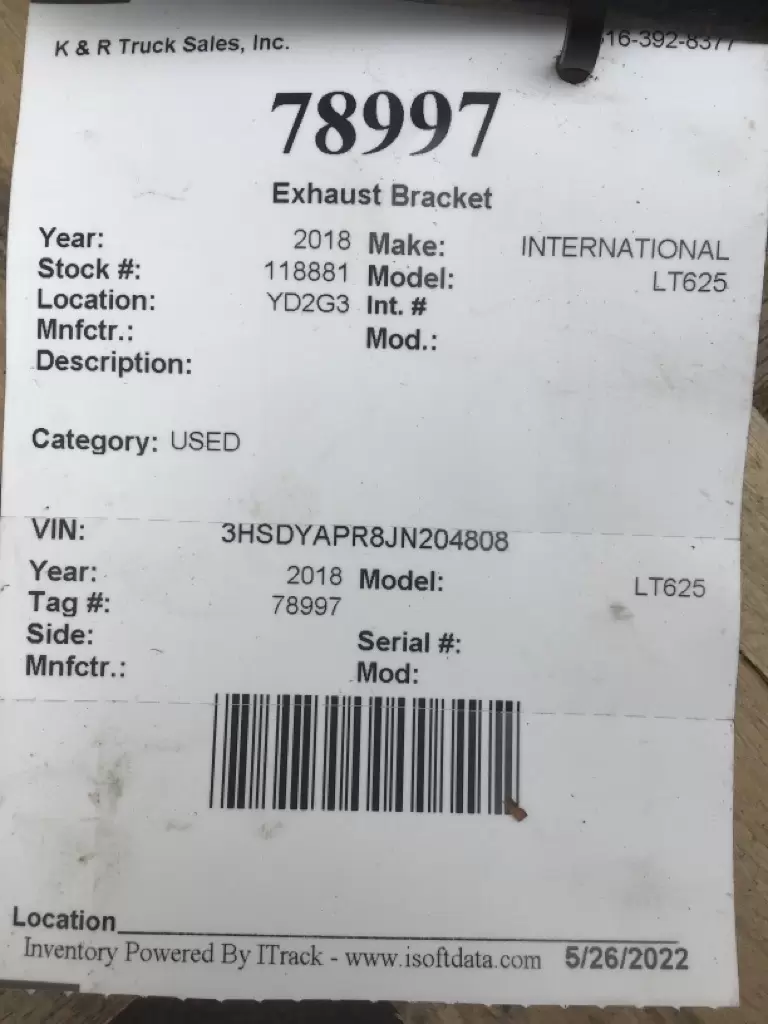 K & R Truck Sales, Inc. 16-392-8377
78997
Exhaust Bracket
Year: 2018 Make: INTERNATIONAL
Stock #: 118881 Model: LT625
Location: YD2G3 Int. #
Mnfctr.: Mod.:
Description:
Category: USED
VIN: 3HSDYAPR8JN204808
Year: 2018 Model: LT625
Tag #: 78997
Side: Serial #:
Mnfctr.: Mod:
Location
Inventory Powered By ITrack - www.isoftdata.com 5/26/2022